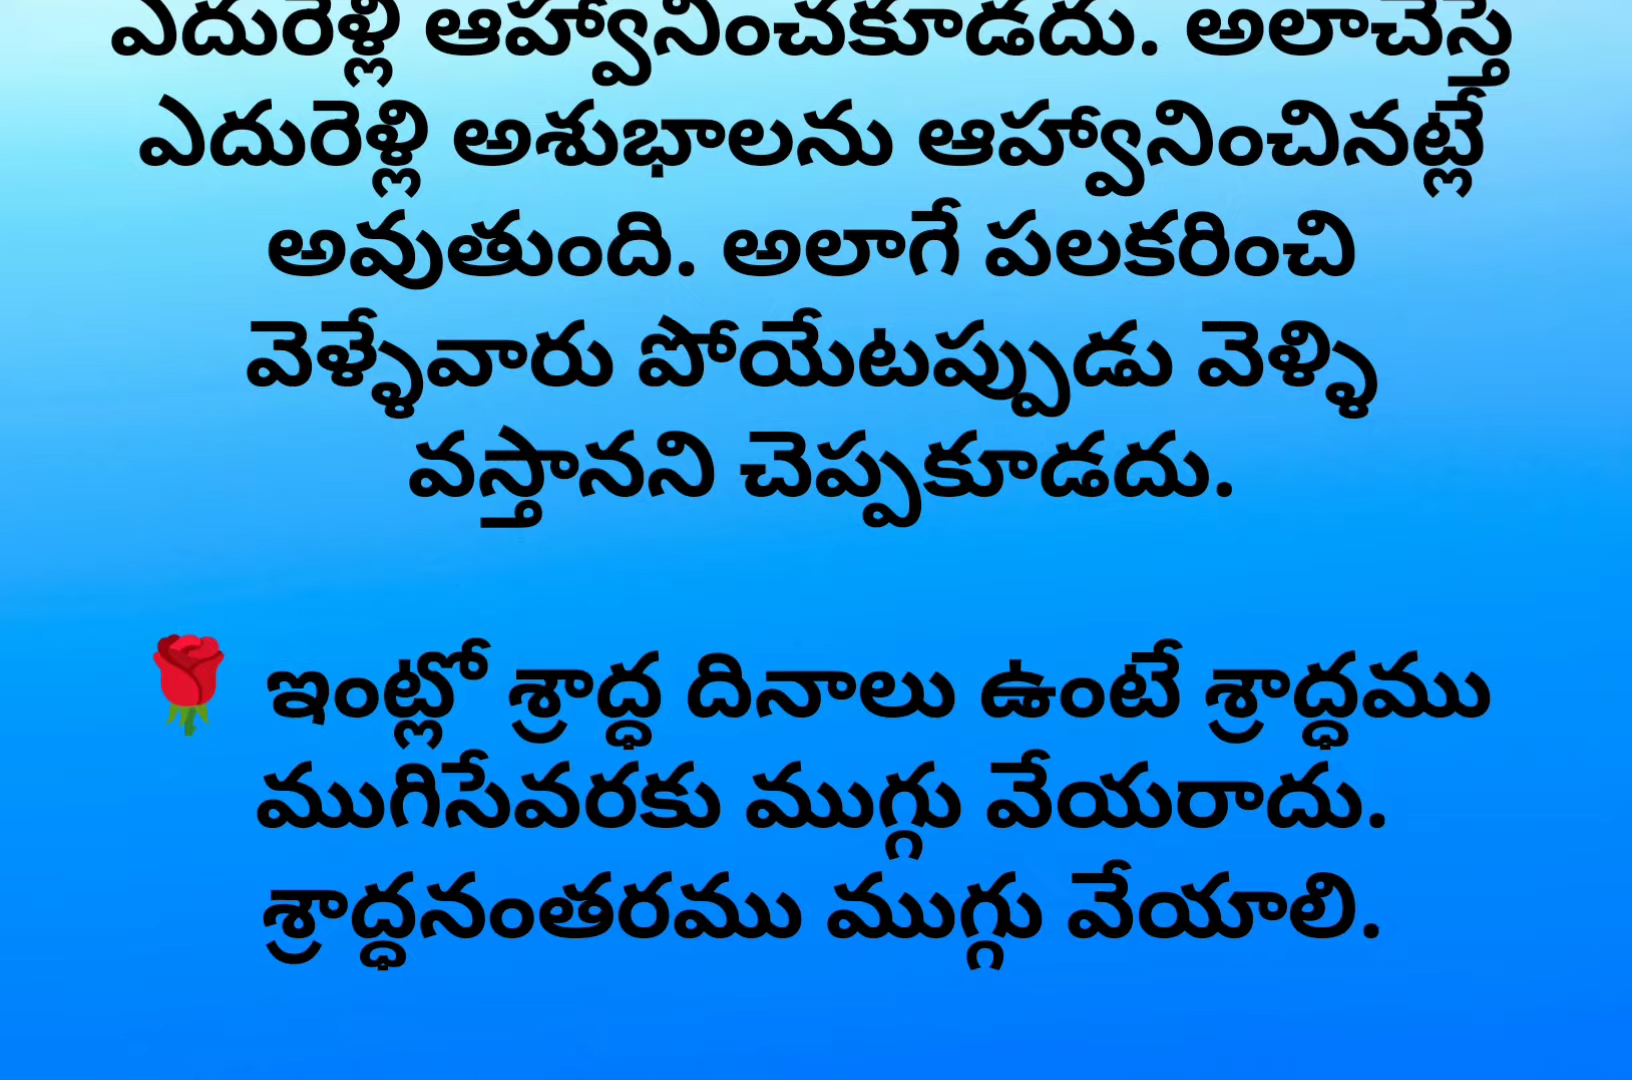 ఎదురెళ్లి ఆహ్వానించకూడదు. అలాచేస్తే
ఎదురెళ్లి అశుభాలను ఆహ్వానించినట్లే
అవుతుంది. అలాగే పలకరించి
వెళ్ళేవారు పోయేటప్పుడు వెళ్ళి
వస్తానని చెప్పకూడదు.
🌹 ఇంట్లో శ్రాద్ధ దినాలు ఉంటే శ్రాద్ధము
ముగిసేవరకు ముగ్గు వేయరాదు.
శ్రాద్ధనంతరము ముగ్గు వేయాలి.